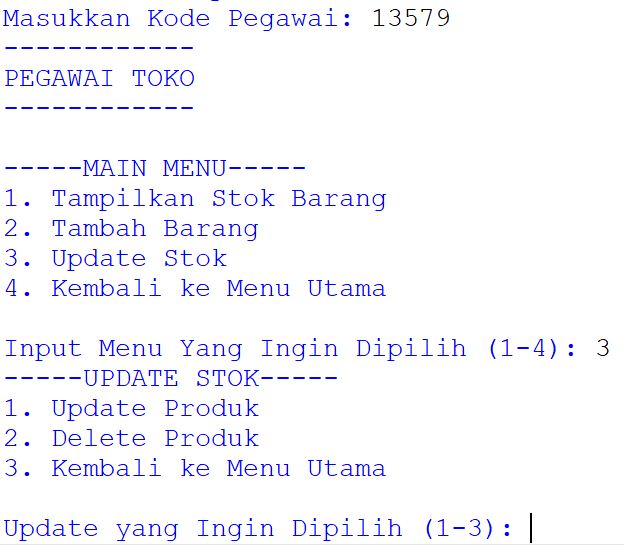 Masukkan Kode Pegawai: 13579
------------
PEGAWAI TOKO
------------
-----MAIN MENU-----
1. Tampilkan Stok Barang
2. Tambah Barang
3. Update Stok
4. Kembali ke Menu Utama
Input Menu Yang Ingin Dipilih (1-4): 3
-----UPDATE STOK-----
1. Update Produk
2. Delete Produk
3. Kembali ke Menu Utama
Update yang Ingin Dipilih (1-3):